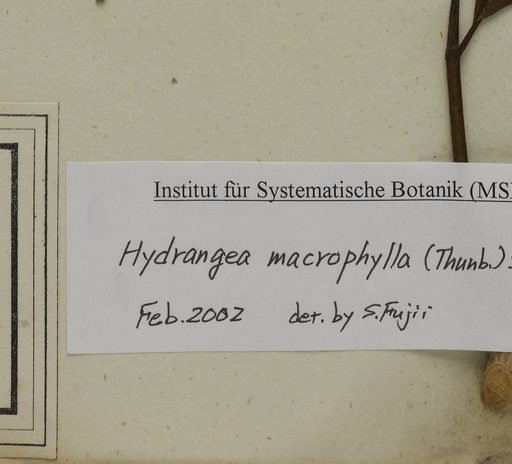 Institut für Systematische Botanik (MS
Hydrangea macrophylla (Thunb.)
Feb. 2002 det. by S. Fujii